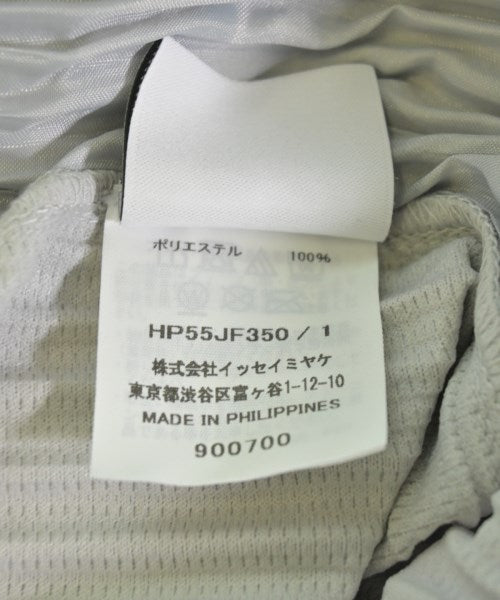 ポリエステル 100%
HP55JF350 / 1
株式会社イッセイミヤケ
東京都渋谷区富ヶ谷1-12-10
MADE IN PHILIPPINES
900700